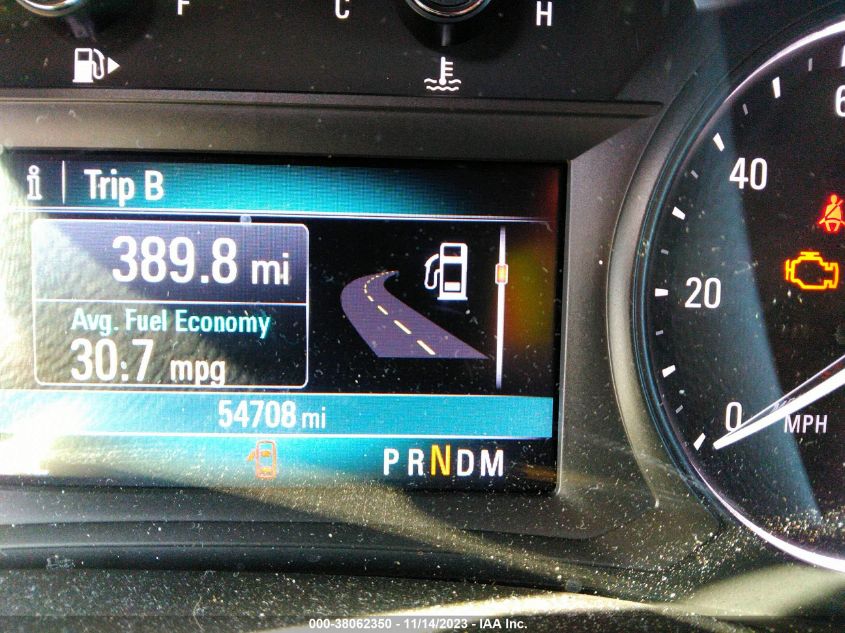 F C H
Trip B
389.8 mi
Avg. Fuel Economy
30.7 mpg
54708 mi
PRNDM
40
20
0
MPH
000-38062350 - 11/14/2023 - IAA Inc.